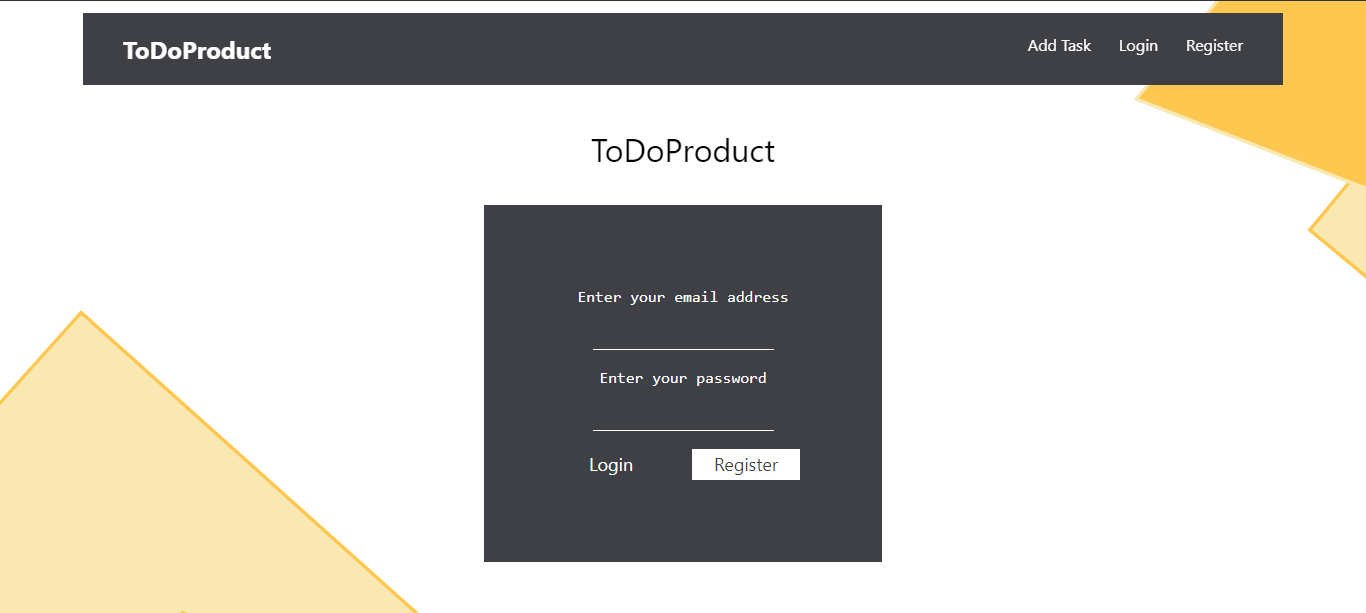 ToDoProduct
Add Task Login Register
ToDoProduct
Enter your email address
Enter your password
Login Register